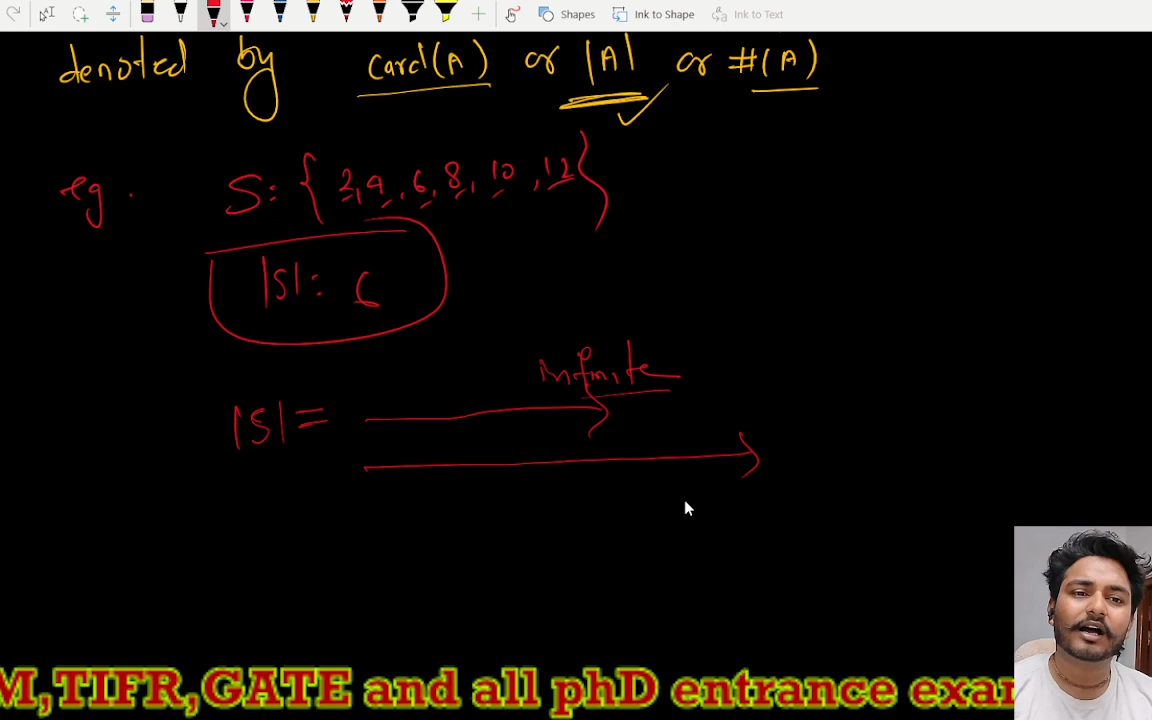 Shapes Ink to Shape Ink to Text
denoted by Card(A) or |A| or #(A)
eg. S: { 2, 4, 6, 8, 10, 12 }
|S|: 6
infinite
|S| =
M,TIFR,GATE and all phD entrance exam